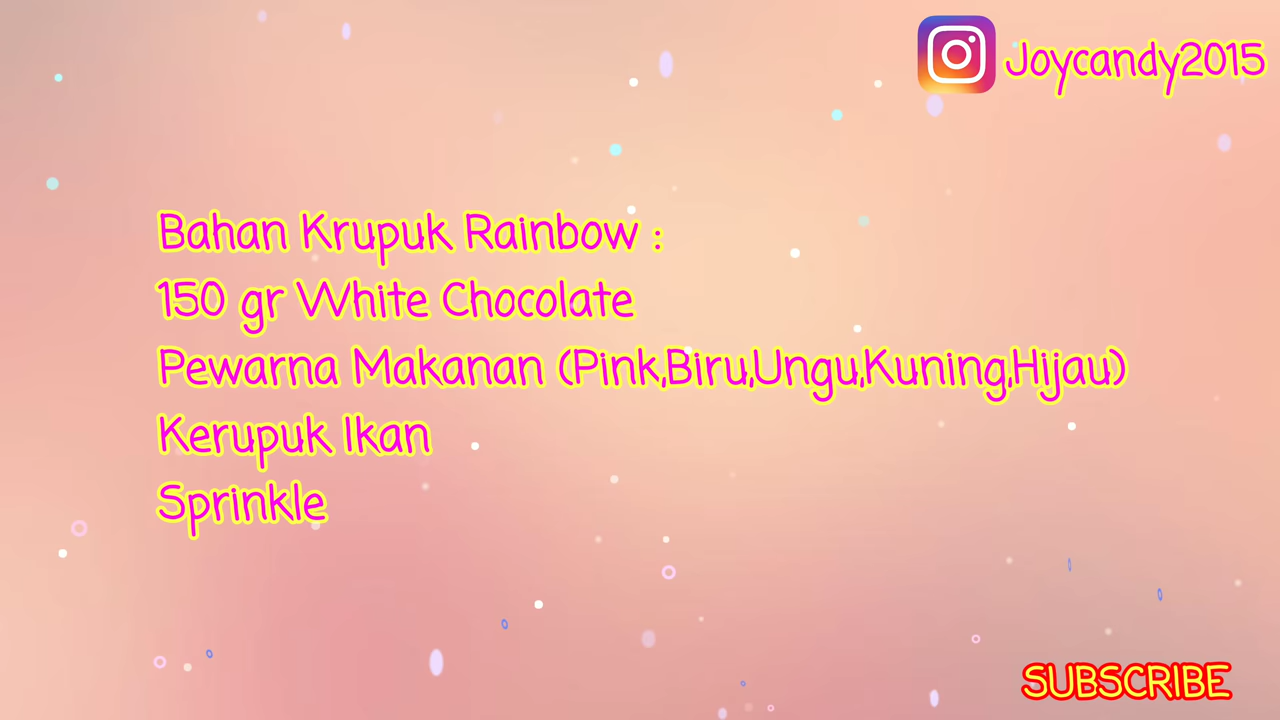 Joycandy2015
Bahan Krupuk Rainbow :
150 gr White Chocolate
Pewarna Makanan (Pink,Biru,Ungu,Kuning,Hijau)
Kerupuk Ikan
Sprinkle
SUBSCRIBE